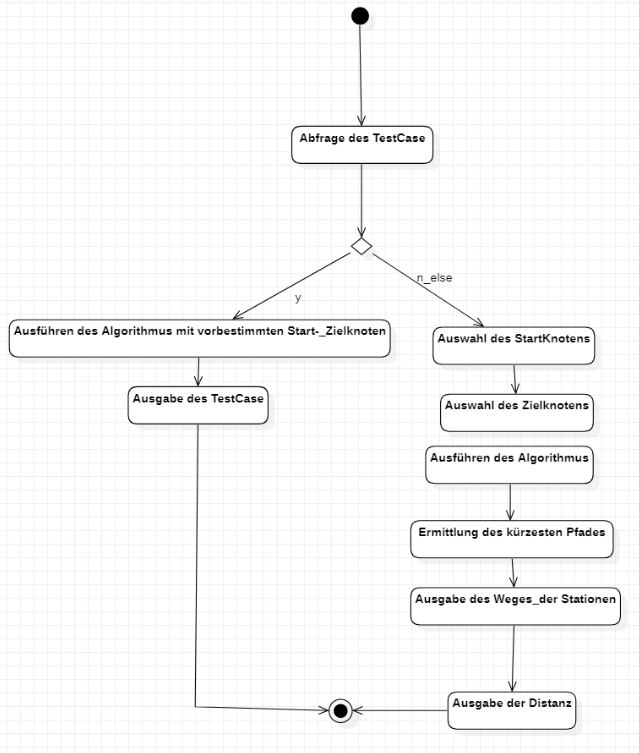 Abfrage des TestCase
n_else
y
Ausführen des Algorithmus mit vorbestimmten Start-_Zielknoten
Auswahl des StartKnotens
Ausgabe des TestCase
Auswahl des Zielknotens
Ausführen des Algorithmus
Ermittlung des kürzesten Pfades
Ausgabe des Weges_der Stationen
Ausgabe der Distanz